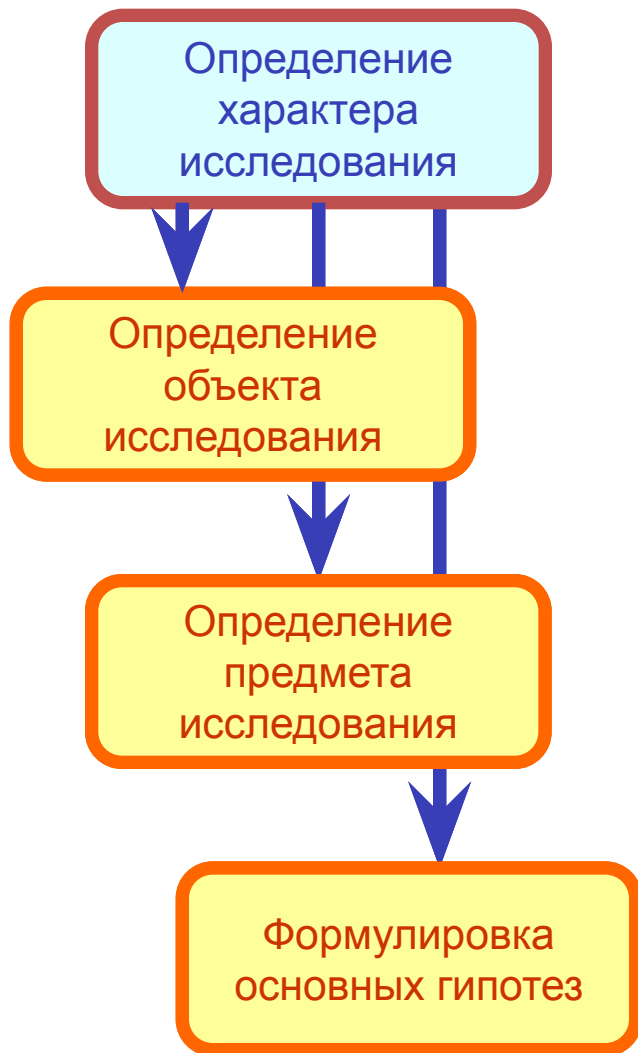 Определение
характера
исследования
Определение
объекта
исследования
Определение
предмета
исследования
Формулировка
основных гипотез